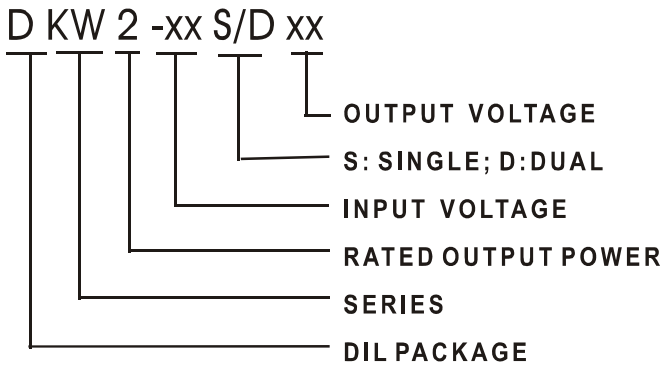 D KW 2 -xx S/D xx
OUTPUT VOLTAGE
S: SINGLE; D:DUAL
INPUT VOLTAGE
RATED OUTPUT POWER
SERIES
DIL PACKAGE